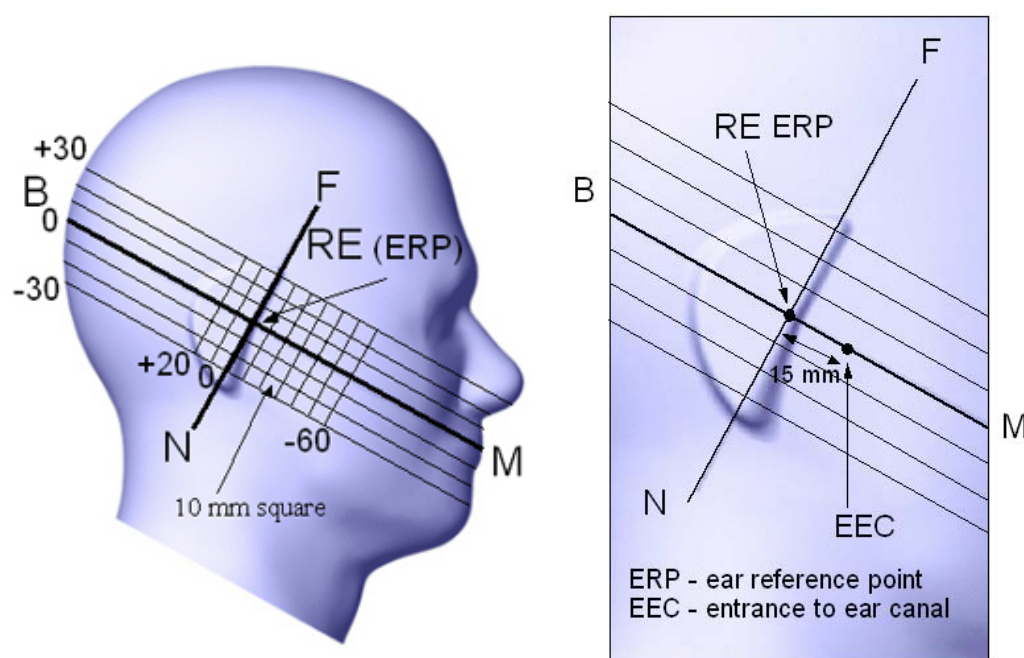 +30
B
0
-30
F
RE (ERP)
+20
0
N
-60
M
10 mm square
F
RE ERP
B
15 mm
M
N
EEC
ERP - ear reference point
EEC - entrance to ear canal